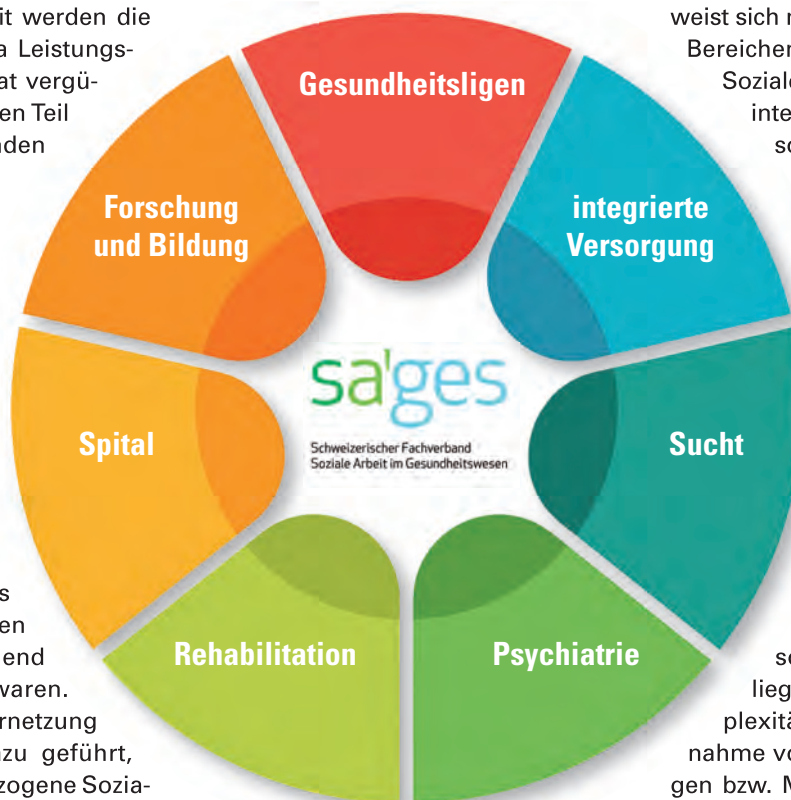 it werden die
a Leistungs-
at vergü-
en Teil
den
weist sich
Bereichen
Soziale
inte
so
Gesundheitsligen
Forschung
und Bildung
integrierte
Versorgung
sa'ges
Schweizerischer Fachverband
Soziale Arbeit im Gesundheitswesen
Spital
Sucht
Rehabilitation
Psychiatrie
s
en
end
waren.
rnetzung
zu geführt,
zogene Sozia-
se
lieg
plexitä
nahme vo
gen bzw. M